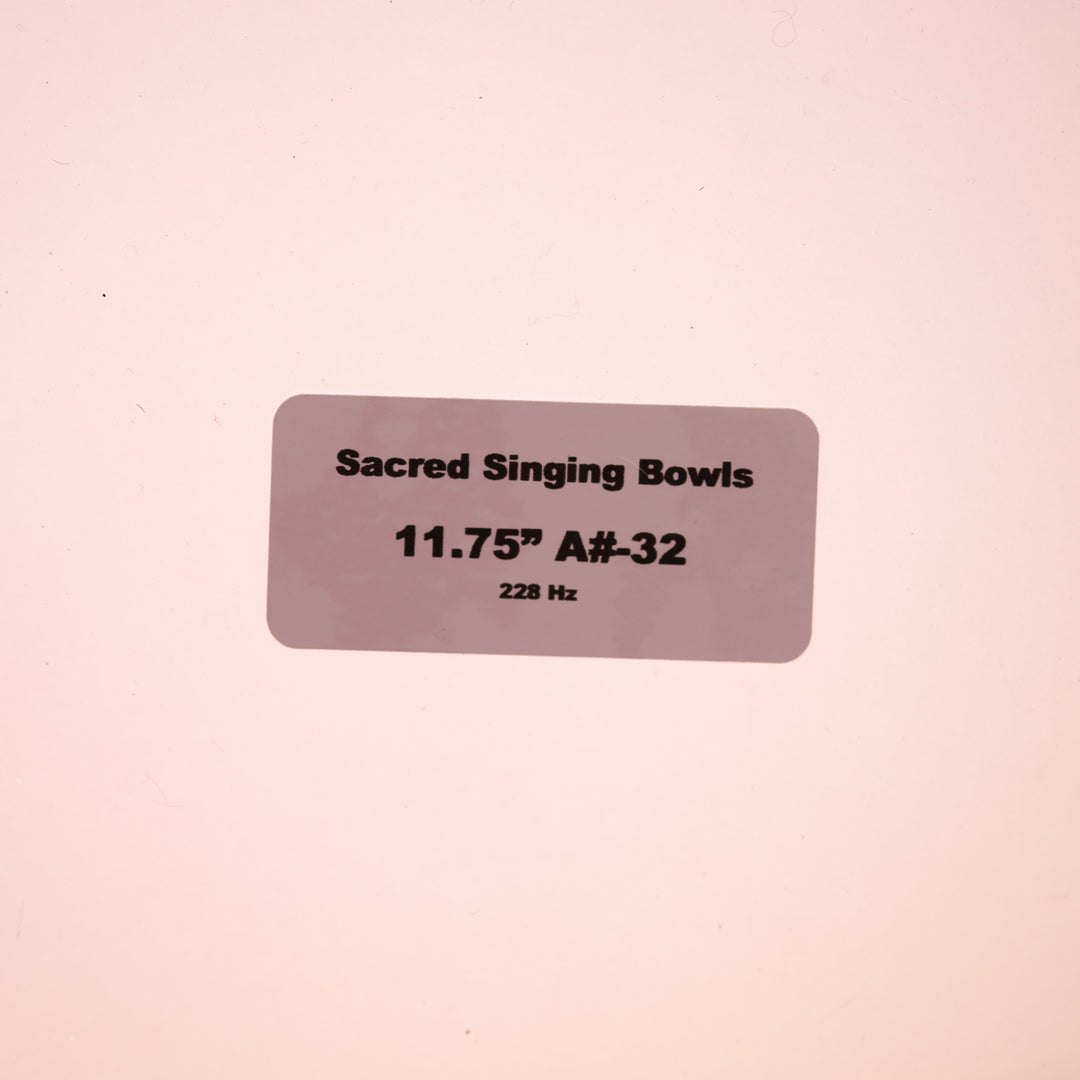 Sacred Singing Bowls
11.75” A#-32
228 Hz